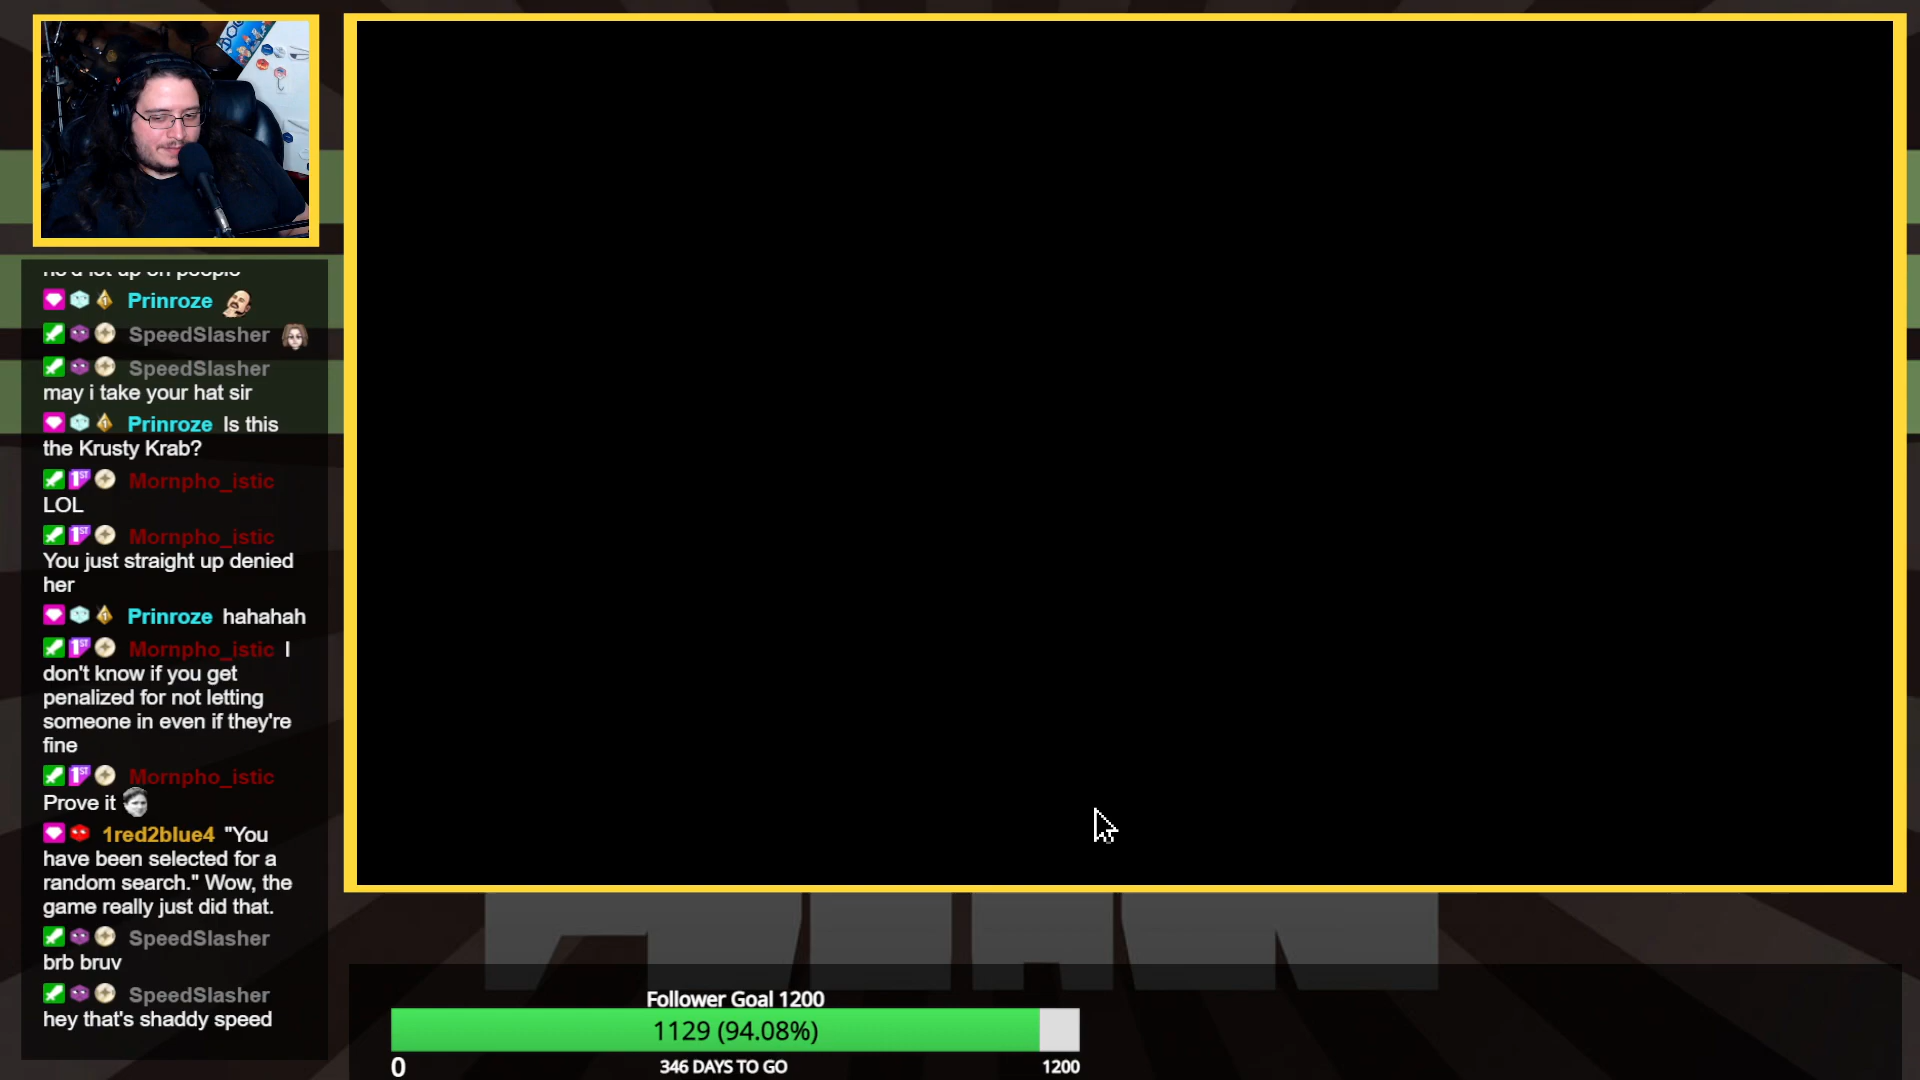 Prinroze
SpeedSlasher
SpeedSlasher
may i take your hat sir
Prinroze Is this
the Krusty Krab?
Mornpho_istic
LOL
Mornpho_istic
You just straight up denied
her
Prinroze hahahah
Mornpho_istic I
don't know if you get
penalized for not letting
someone in even if they're
fine
Mornpho_istic
Prove it
1red2blue4 "You
have been selected for a
random search." Wow, the
game really just did that.
SpeedSlasher
brb bruv
SpeedSlasher
hey that's shaddy speed
Follower Goal 1200
1129 (94.08%)
0 346 DAYS TO GO 1200